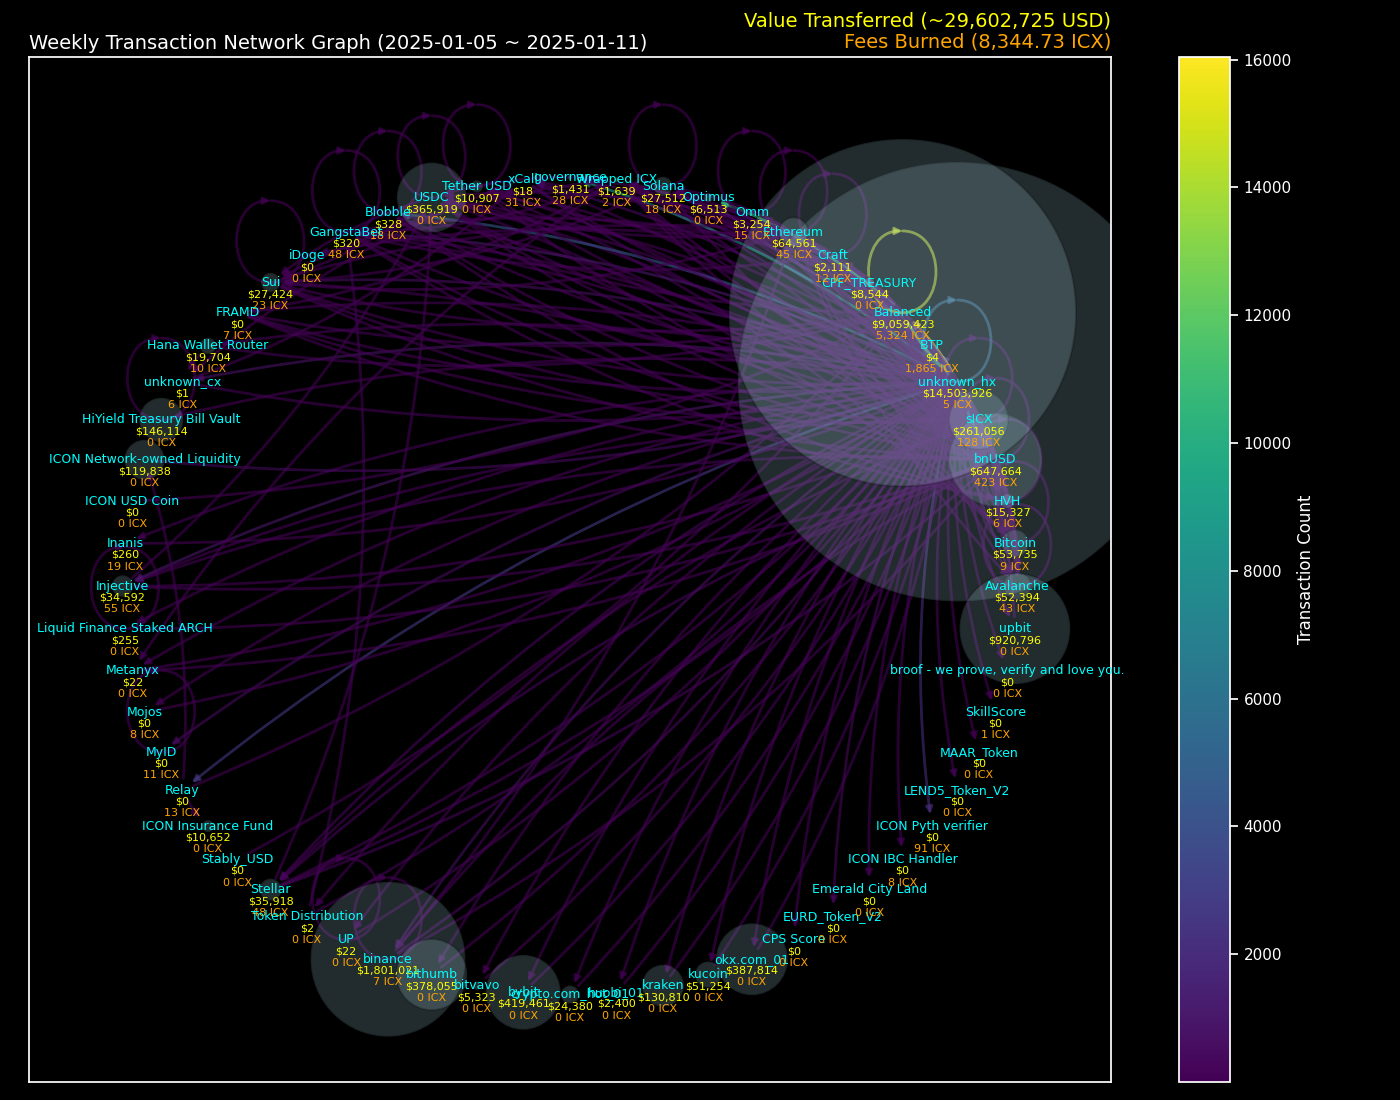 Value Transferred (~29,602,725 USD)
Weekly Transaction Network Graph (2025-01-05 ~ 2025-01-11)
Fees Burned (8,344.73 ICX)
xCall
$18
31 ICX
governance
$1,431
28 ICX
Wrapped ICX
$1,639
2 ICX
Tether USD
$10,907
0 ICX
Solana
$27,512
18 ICX
USDC
$365,919
0 ICX
Optimus
$6,513
0 ICX
Blobble
$328
18 ICX
Omm
$3,254
15 ICX
GangstaBet
$320
48 ICX
Ethereum
$64,561
45 ICX
iDoge
$0
0 ICX
Craft
$2,111
12 ICX
Sui
$27,424
23 ICX
CPF_TREASURY
$8,544
0 ICX
FRAMD
$0
7 ICX
Balanced
$9,059,423
5,324 ICX
Hana Wallet Router
$19,704
10 ICX
BTP
$4
1,865 ICX
unknown_cx
$1
6 ICX
unknown_hx
$14,503,926
5 ICX
HiYield Treasury Bill Vault
$146,114
0 ICX
sICX
$261,056
128 ICX
ICON Network-owned Liquidity
$119,838
0 ICX
bnUSD
$647,664
423 ICX
ICON USD Coin
$0
0 ICX
HVH
$15,327
6 ICX
Inanis
$260
19 ICX
Bitcoin
$53,735
9 ICX
Injective
$34,592
55 ICX
Avalanche
$52,394
43 ICX
Liquid Finance Staked ARCH
$255
0 ICX
upbit
$920,796
0 ICX
Metanyx
$22
0 ICX
broof - we prove, verify and love you.
$0
0 ICX
Mojos
$0
8 ICX
SkillScore
$0
1 ICX
MyID
$0
11 ICX
MAAR_Token
$0
0 ICX
Relay
$0
13 ICX
LEND5_Token_V2
$0
0 ICX
ICON Insurance Fund
$10,652
0 ICX
ICON Pyth verifier
$0
91 ICX
Stably_USD
$0
0 ICX
ICON IBC Handler
$0
8 ICX
Stellar
$35,918
48 ICX
Emerald City Land
$0
0 ICX
Token Distribution
$2
0 ICX
EURD_Token_V2
$0
0 ICX
UP
$22
0 ICX
CPS Score
$0
0 ICX
binance
$1,801,021
7 ICX
okx.com_01
$387,814
0 ICX
bithumb
$378,055
0 ICX
kucoin
$51,254
0 ICX
bitvavo
$5,323
0 ICX
kraken
$130,810
0 ICX
bybit
$419,461
0 ICX
crypto.com_hot_01
$24,380
0 ICX
huobi_01
$2,400
0 ICX
16000
14000
12000
10000
8000
6000
4000
2000
Transaction Count